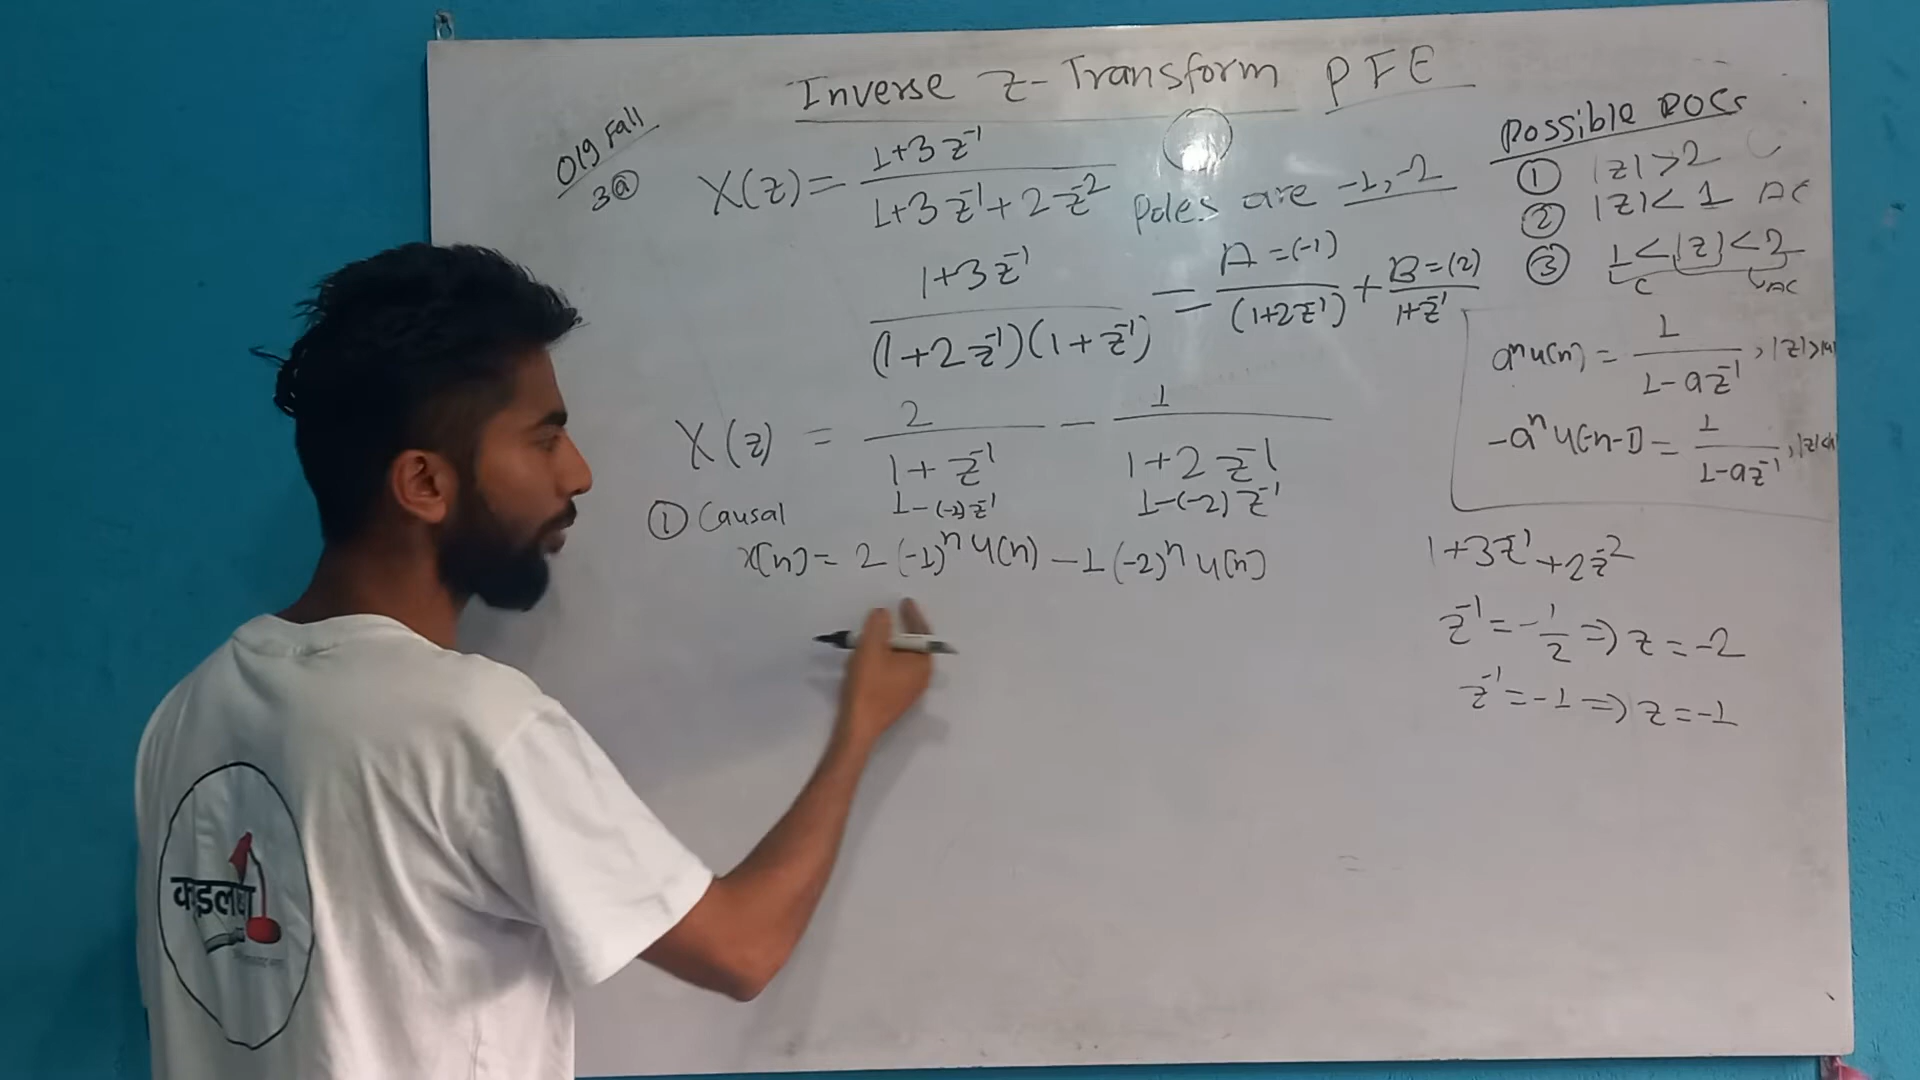 Inverse Z-Transform PFE
019 Fall
3(a)
X(z) = 1+3z⁻¹ / 1+3z⁻¹+2z⁻²
Poles are -1,-2
1+3z⁻¹ / (1+2z⁻¹)(1+z⁻¹) = A=(-1) / (1+2z⁻¹) + B=(2) / 1+z⁻¹
X(z) = 2 / 1+z⁻¹ - 1 / 1+2z⁻¹
1-(-1)z⁻¹ 1-(-2)z⁻¹
① Causal
x(n) = 2(-1)ⁿu(n) - 1(-2)ⁿu(n)
Possible ROCs
① |z|>2
② |z|<1 AC
③ 1<|z|<2
C AC
aⁿu(n) = 1 / 1-az⁻¹, |z|>|a|
-aⁿu(-n-1) = 1 / 1-az⁻¹, |z|<
1+3z⁻¹+2z⁻²
z⁻¹ = -1/2 => z = -2
z⁻¹ = -1 => z = -1